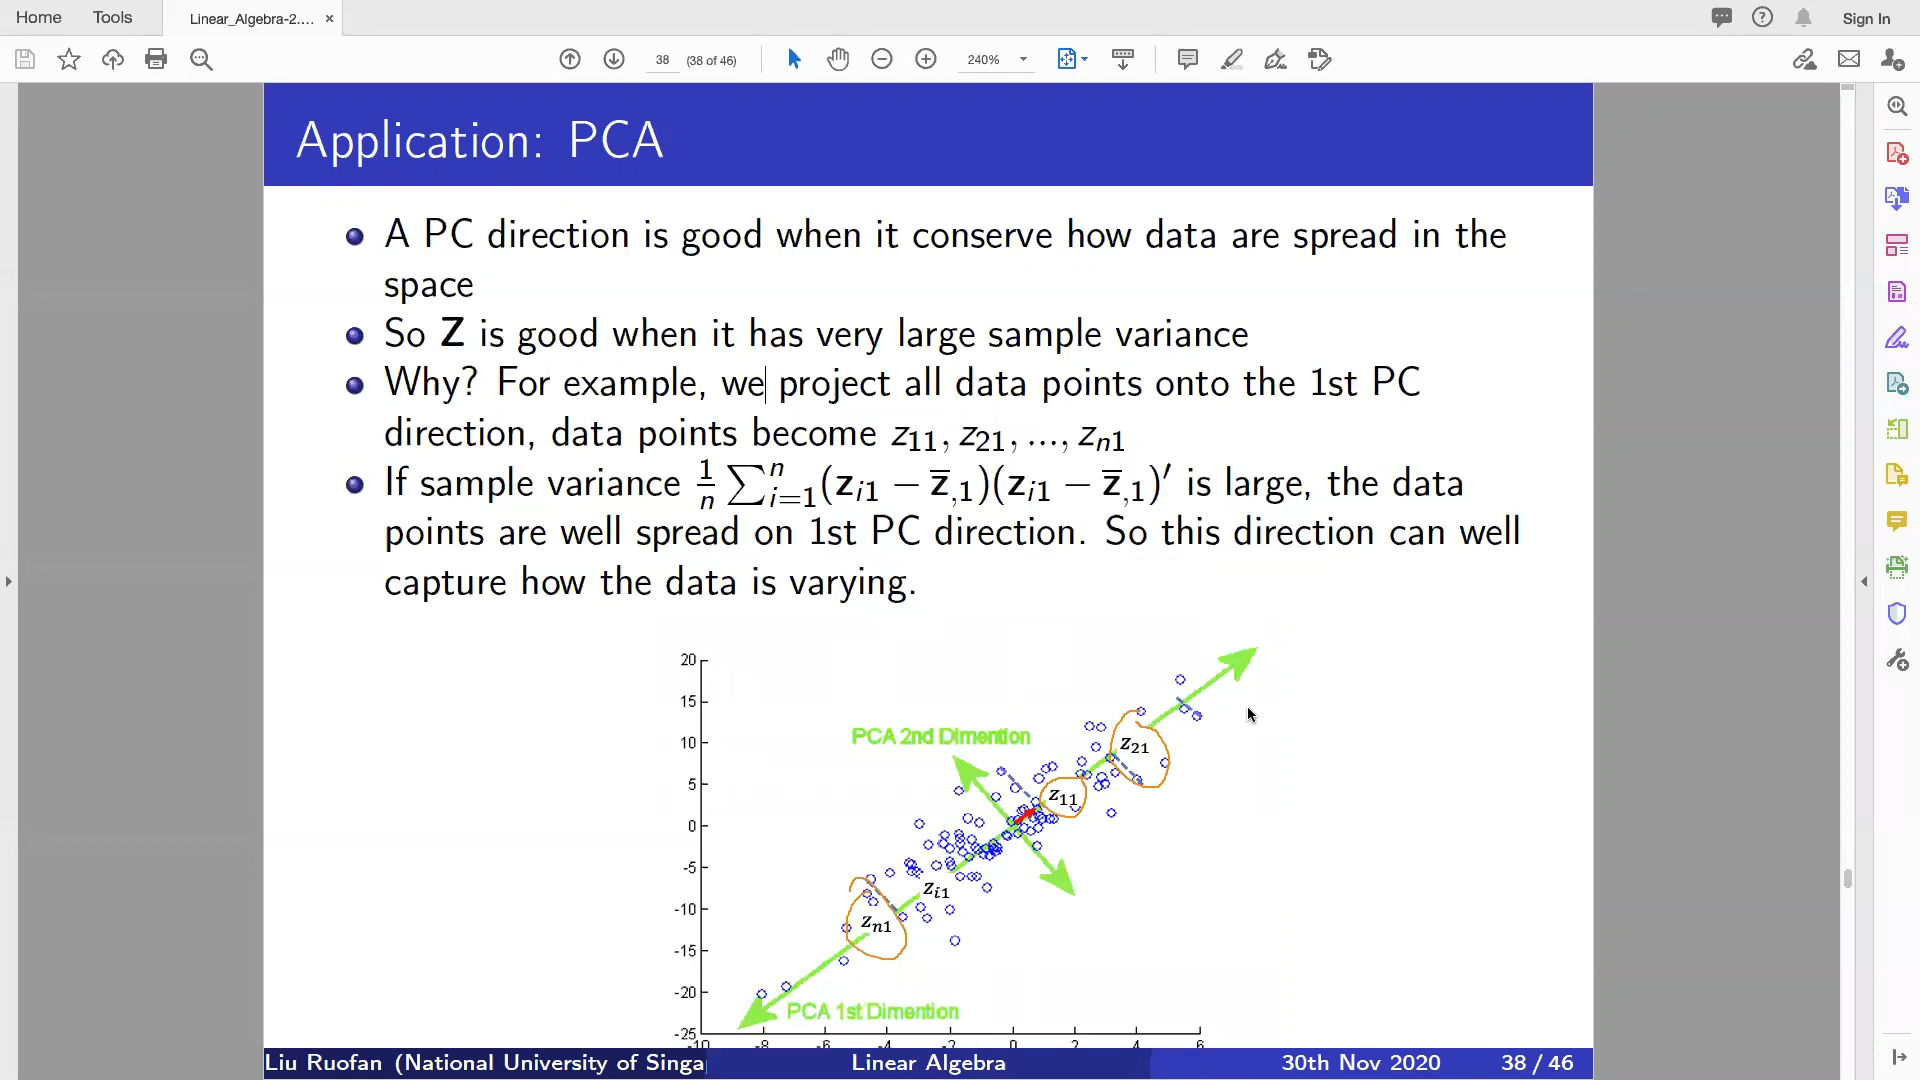 Home Tools Linear_Algebra-2.... × Sign In
38 (38 of 46) 240%
Application: PCA
A PC direction is good when it conserve how data are spread in the
space
So Z is good when it has very large sample variance
Why? For example, we project all data points onto the 1st PC
direction, data points become z11, z21, ..., zn1
If sample variance 1/n ∑ⁿᵢ₌₁(zi1 − z̅,1)(zi1 − z̅,1)′ is large, the data
points are well spread on 1st PC direction. So this direction can well
capture how the data is varying.
20
15
10
5
0
-5
-10
-15
-20
-25
PCA 2nd Dimention
z21
z11
zi1
zn1
PCA 1st Dimention
-10 -8 -6 -4 -2 0 2 4 6
Liu Ruofan (National University of Singa Linear Algebra 30th Nov 2020 38 / 46